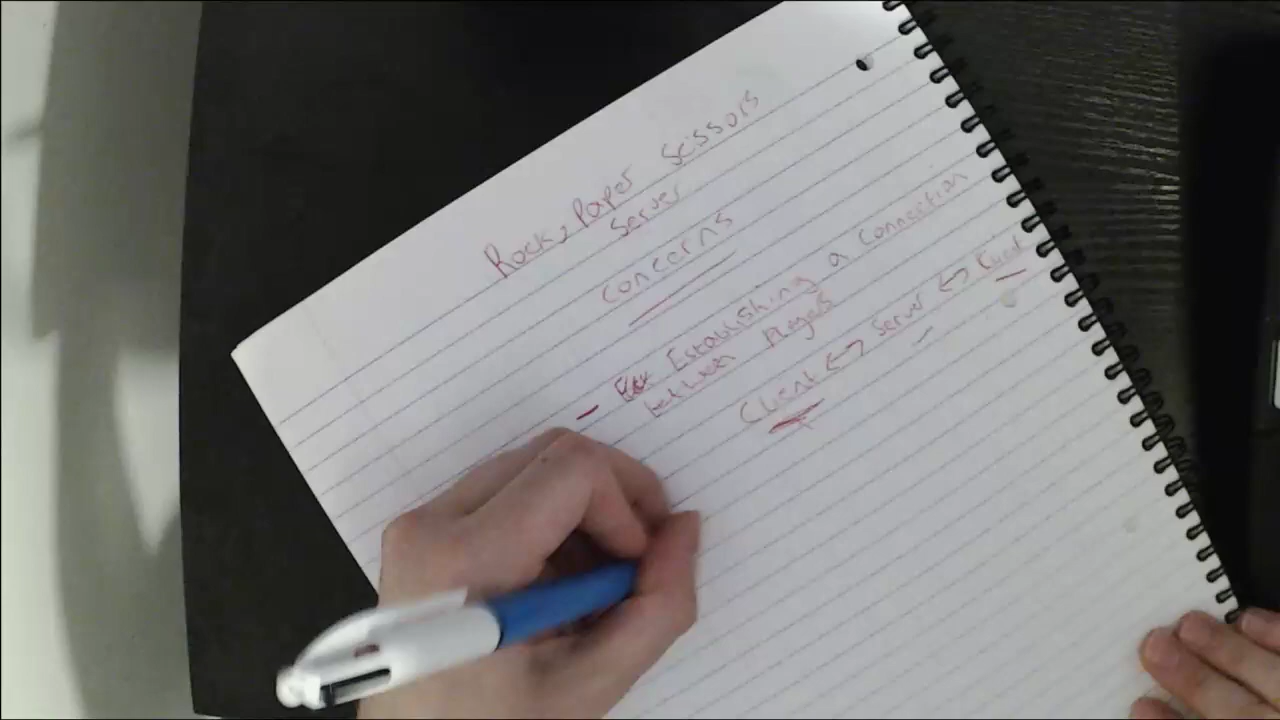 Rock, Paper Scissors
Server
Concerns
- Establishing a Connection
between Players
Client <-> Server <-> Client